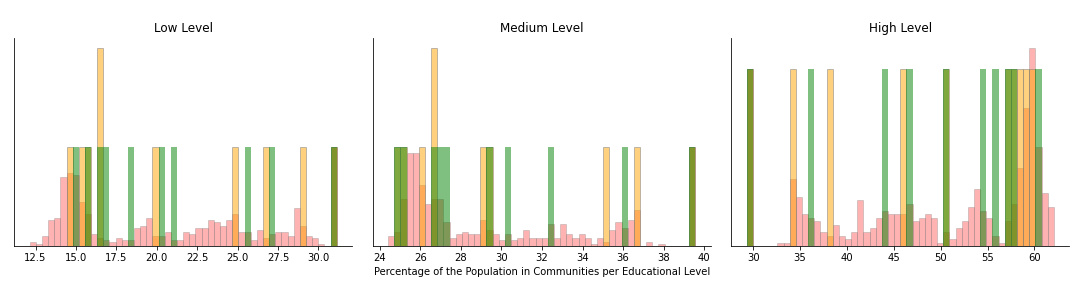 Low Level
Medium Level
High Level
12.5 15.0 17.5 20.0 22.5 25.0 27.5 30.0
24 26 28 30 32 34 36 38 40
30 35 40 45 50 55 60
Percentage of the Population in Communities per Educational Level